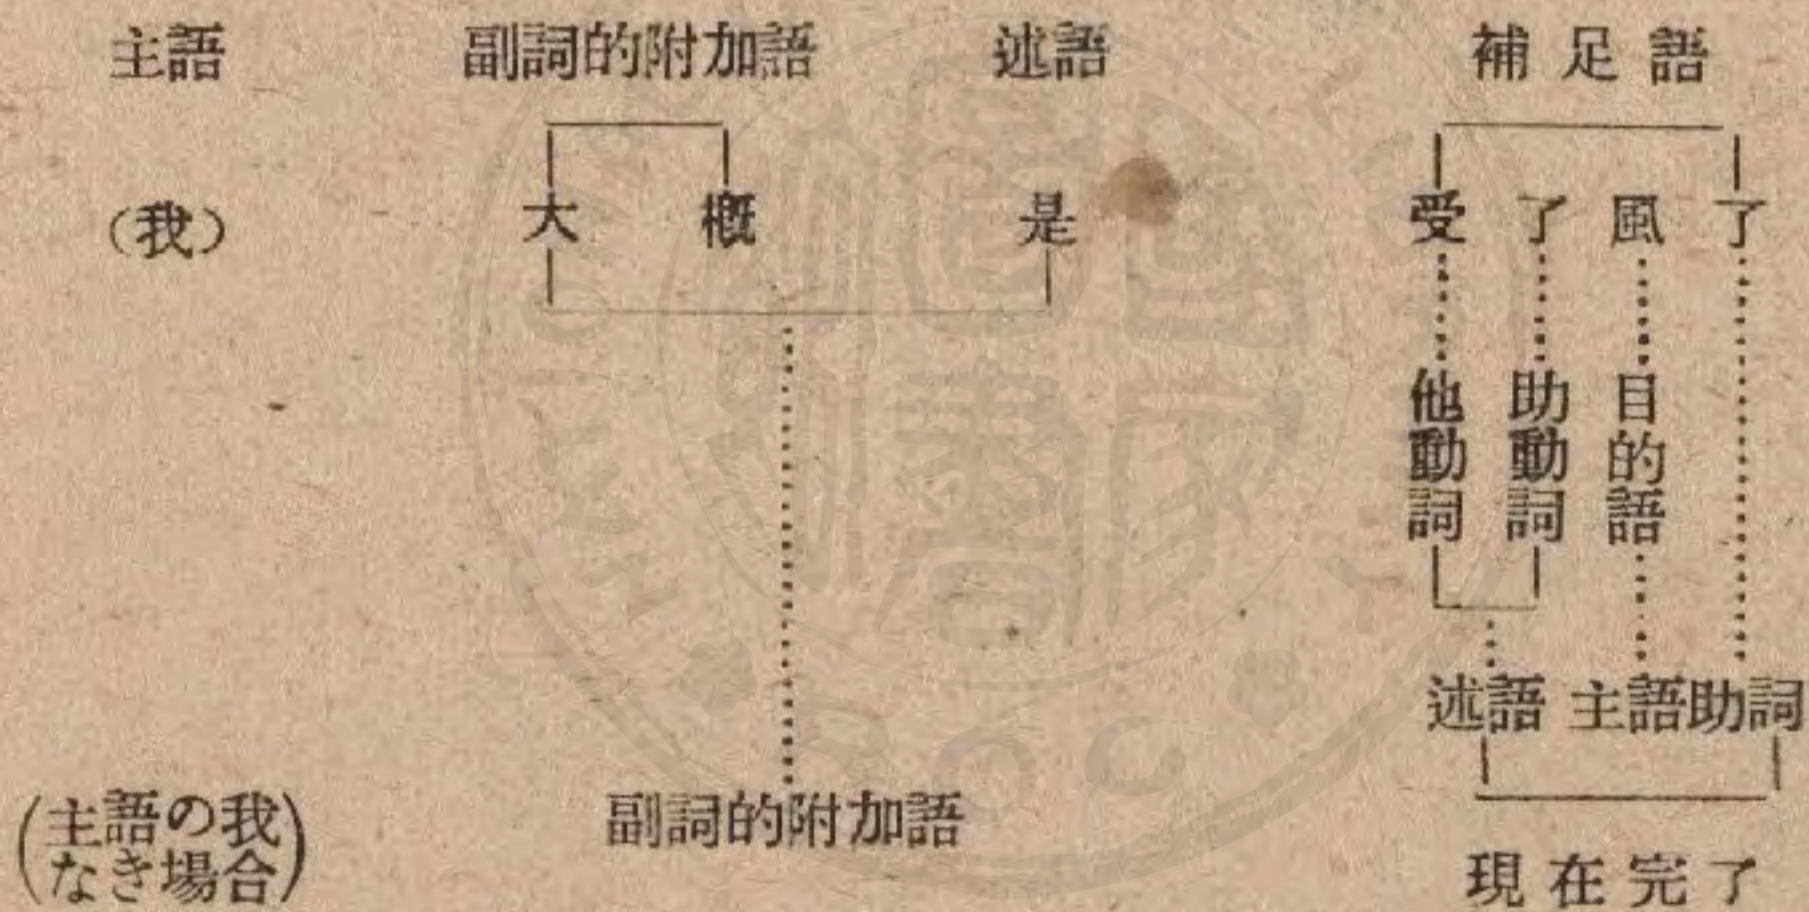 主語 副詞的附加語 述語 補足語
(我) 大概 是 受了風了
他動詞 助動詞 目的語
述語 主語 助詞
(主語の我なき場合) 副詞的附加語
現在完了